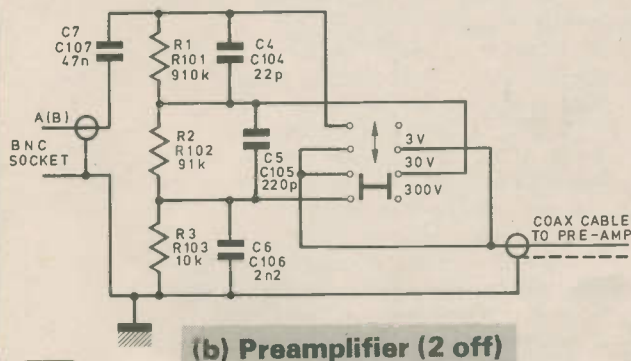 C7
C107
47n
R1
R101
910k
C4
C104
22p
A(B)
BNC
SOCKET
R2
R102
91k
C5
C105
220p
3V
30V
300V
R3
R103
10k
C6
C106
2n2
COAX CABLE
TO PRE-AMP
(b) Preamplifier (2 off)